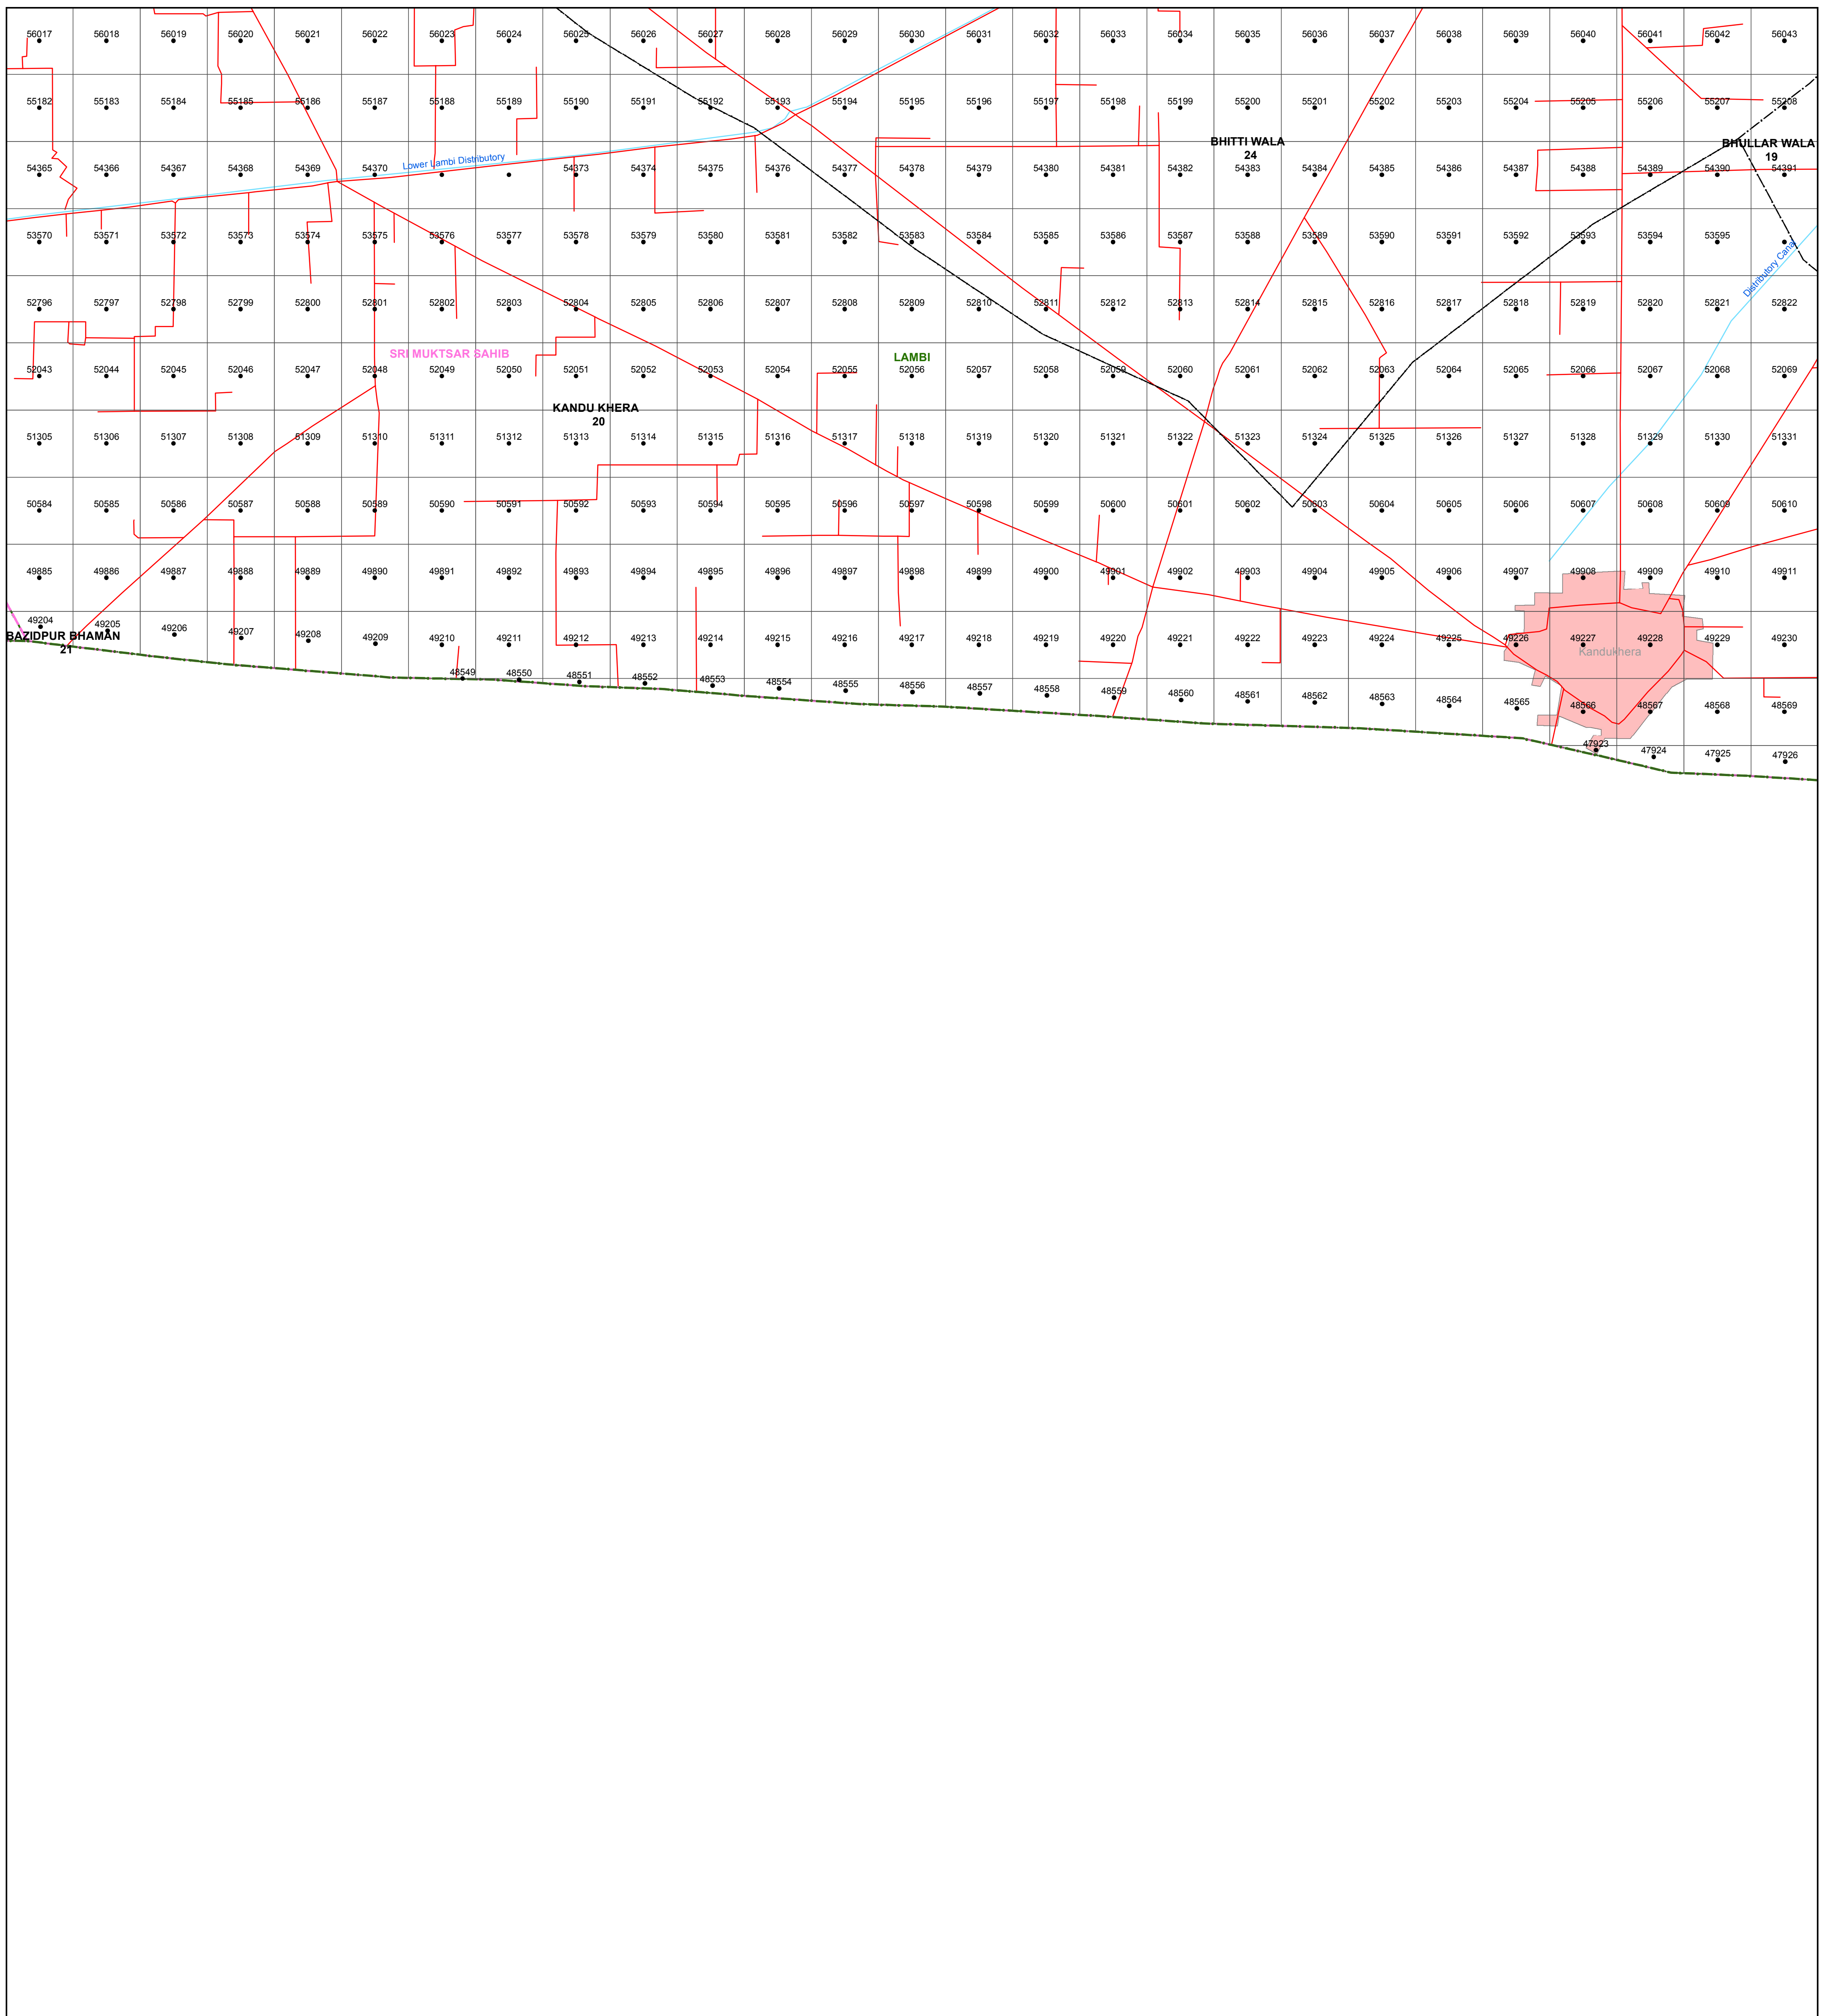 56017 56018 56019 56020 56021 56022 56023 56024 56025 56026 56027 56028 56029 56030 56031 56032 56033 56034 56035 56036 56037 56038 56039 56040 56041 56042 56043
55182 55183 55184 55185 55186 55187 55188 55189 55190 55191 55192 55193 55194 55195 55196 55197 55198 55199 55200 55201 55202 55203 55204 55205 55206 55207 55208
BHITTI WALA
24
BHULLAR WALA
19
Lower Lambi Distributory
54365 54366 54367 54368 54369 54370 54373 54374 54375 54376 54377 54378 54379 54380 54381 54382 54383 54384 54385 54386 54387 54388 54389 54390 54391
53570 53571 53572 53573 53574 53575 53576 53577 53578 53579 53580 53581 53582 53583 53584 53585 53586 53587 53588 53589 53590 53591 53592 53593 53594 53595
Distributory Canal
52796 52797 52798 52799 52800 52801 52802 52803 52804 52805 52806 52807 52808 52809 52810 52811 52812 52813 52814 52815 52816 52817 52818 52819 52820 52821 52822
SRI MUKTSAR SAHIB
LAMBI
52043 52044 52045 52046 52047 52048 52049 52050 52051 52052 52053 52054 52055 52056 52057 52058 52059 52060 52061 52062 52063 52064 52065 52066 52067 52068 52069
KANDU KHERA
20
51305 51306 51307 51308 51309 51310 51311 51312 51313 51314 51315 51316 51317 51318 51319 51320 51321 51322 51323 51324 51325 51326 51327 51328 51329 51330 51331
50584 50585 50586 50587 50588 50589 50590 50591 50592 50593 50594 50595 50596 50597 50598 50599 50600 50601 50602 50603 50604 50605 50606 50607 50608 50609 50610
49885 49886 49887 49888 49889 49890 49891 49892 49893 49894 49895 49896 49897 49898 49899 49900 49901 49902 49903 49904 49905 49906 49907 49908 49909 49910 49911
49204 49205 49206 49207 49208 49209 49210 49211 49212 49213 49214 49215 49216 49217 49218 49219 49220 49221 49222 49223 49224 49225 49226 49227 49228 49229 49230
BAZIDPUR BHAMAN
21
Kandukhera
48549 48550 48551 48552 48553 48554 48555 48556 48557 48558 48559 48560 48561 48562 48563 48564 48565 48566 48567 48568 48569
47923 47924 47925 47926